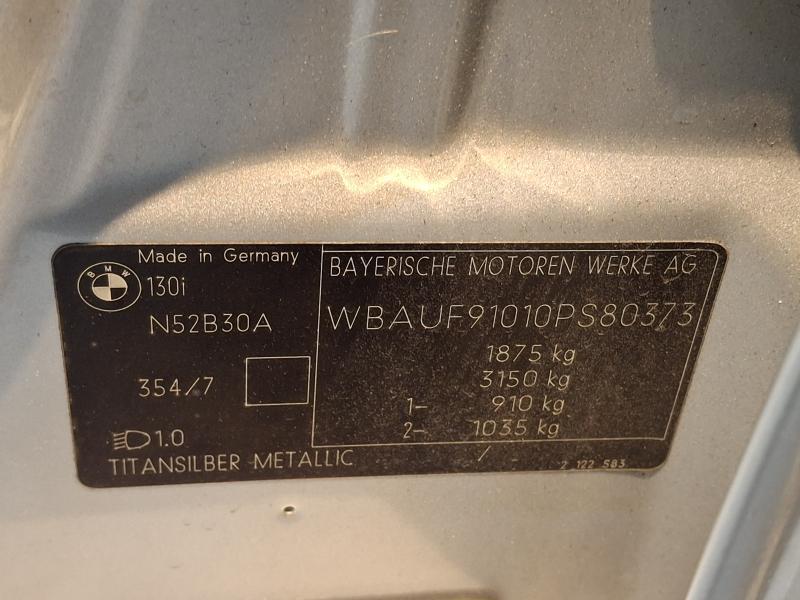 Made in Germany
BMW
130i
N52B30A
354/7
1.0
TITANSILBER METALLIC
BAYERISCHE MOTOREN WERKE AG
WBAUF91010PS80373
1875 kg
3150 kg
1- 910 kg
2- 1035 kg
/ -
2 122 583